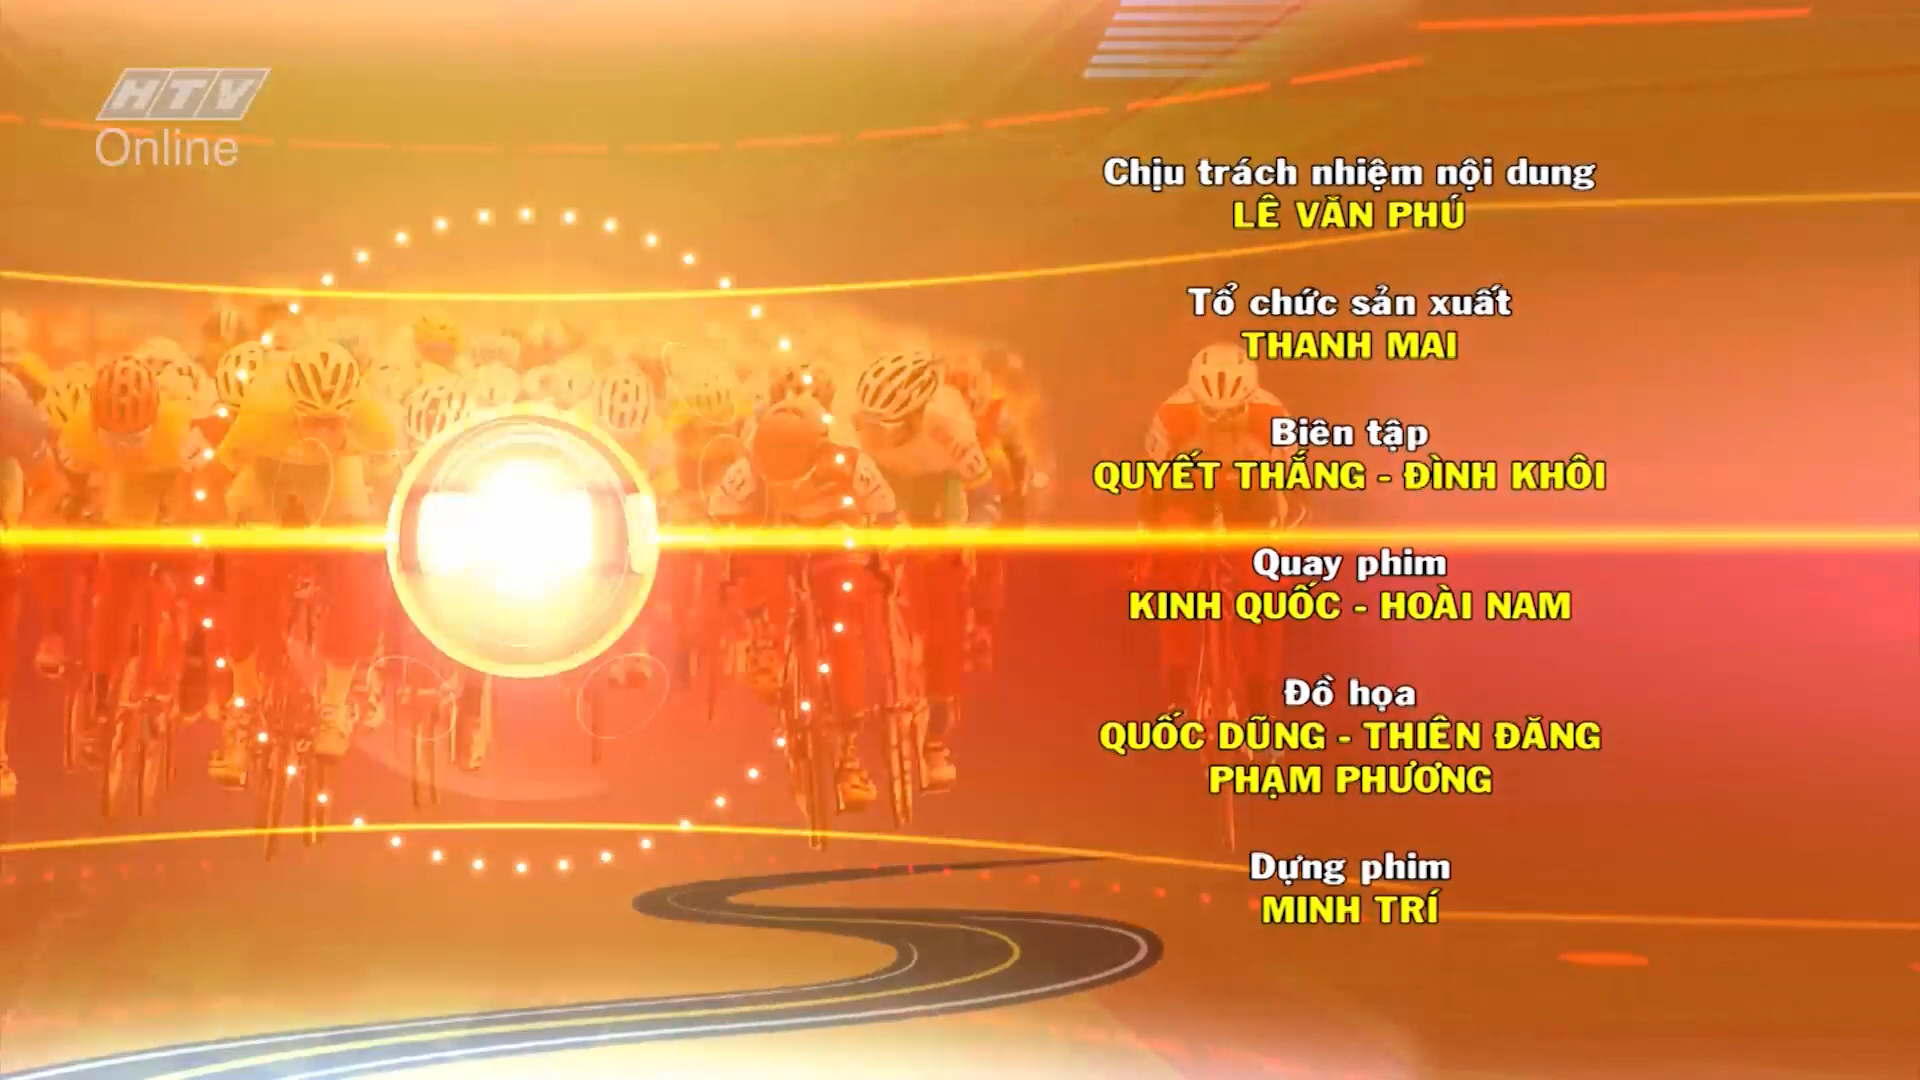 HTV
Online
Chịu trách nhiệm nội dung
LÊ VĂN PHÚ
Tổ chức sản xuất
THANH MAI
Biên tập
QUYẾT THẮNG - ĐÌNH KHÔI
Quay phim
KINH QUỐC - HOÀI NAM
Đồ họa
QUỐC DŨNG - THIÊN ĐĂNG
PHẠM PHƯƠNG
Dựng phim
MINH TRÍ